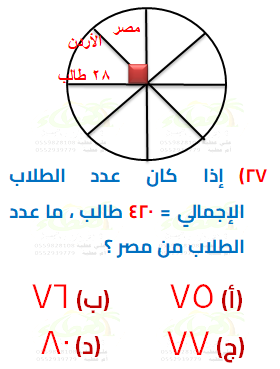 مصر
الأردن
٢٨ طالب
٢٧) إذا كان عدد الطلاب
الإجمالي = ٤٢٠ طالب ، ما عدد
الطلاب من مصر ؟
(أ) ٧٥ (ب) ٧٦
(ج) ٧٧ (د) ٨٠